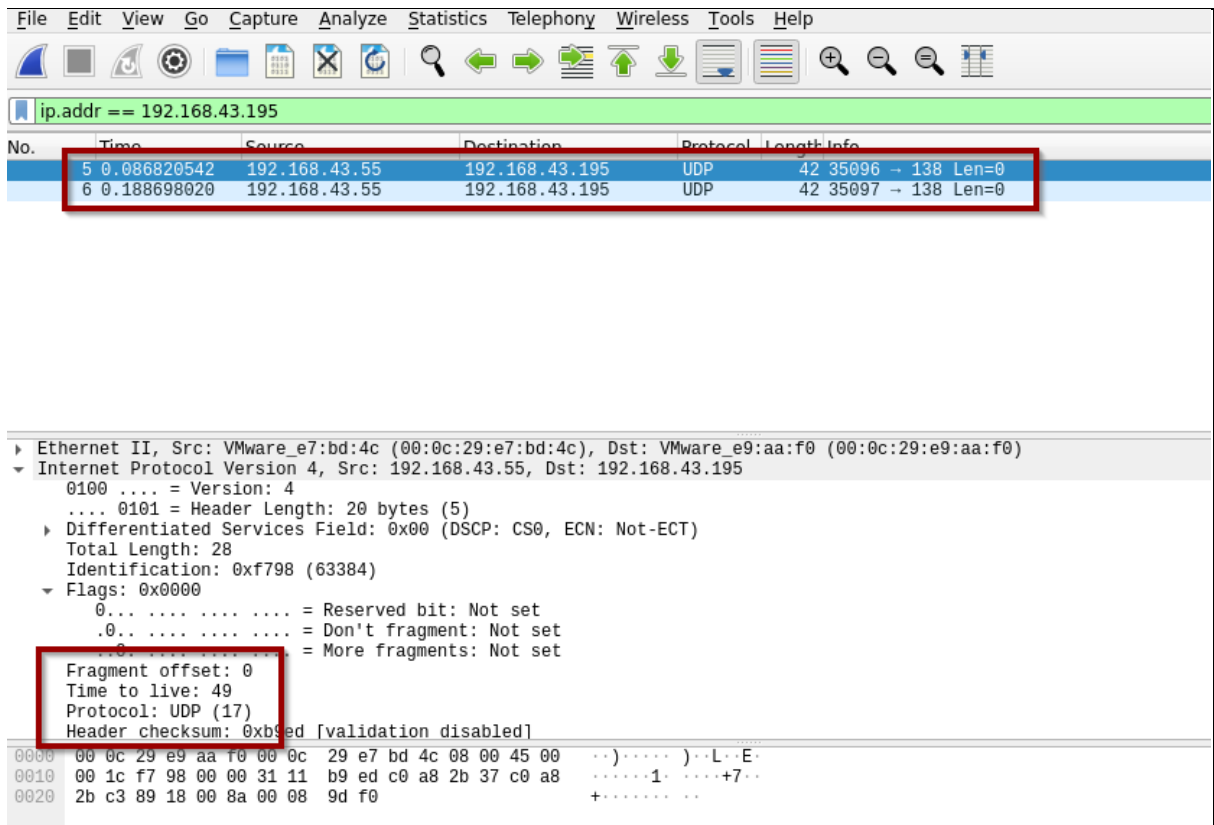 File Edit View Go Capture Analyze Statistics Telephony Wireless Tools Help
ip.addr == 192.168.43.195
No. Time Source Destination Protocol Length Info
5 0.086820542 192.168.43.55 192.168.43.195 UDP 42 35096 → 138 Len=0
6 0.188698020 192.168.43.55 192.168.43.195 UDP 42 35097 → 138 Len=0
Ethernet II, Src: VMware_e7:bd:4c (00:0c:29:e7:bd:4c), Dst: VMware_e9:aa:f0 (00:0c:29:e9:aa:f0)
Internet Protocol Version 4, Src: 192.168.43.55, Dst: 192.168.43.195
0100 .... = Version: 4
.... 0101 = Header Length: 20 bytes (5)
Differentiated Services Field: 0x00 (DSCP: CS0, ECN: Not-ECT)
Total Length: 28
Identification: 0xf798 (63384)
Flags: 0x0000
0... .... .... .... = Reserved bit: Not set
.0.. .... .... .... = Don't fragment: Not set
..0. .... .... .... = More fragments: Not set
Fragment offset: 0
Time to live: 49
Protocol: UDP (17)
Header checksum: 0xb9ed [validation disabled]
0000 00 0c 29 e9 aa f0 00 0c 29 e7 bd 4c 08 00 45 00 ··)····· )··L··E·
0010 00 1c f7 98 00 00 31 11 b9 ed c0 a8 2b 37 c0 a8 ······1· ····+7··
0020 2b c3 89 18 00 8a 00 08 9d f0 +······· ··